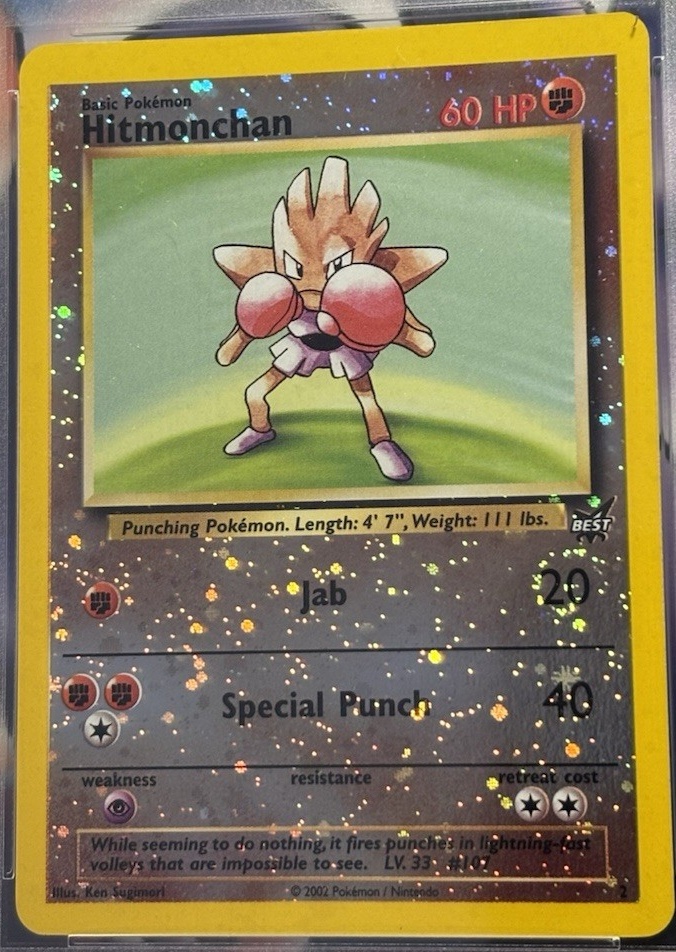 Basic Pokémon
Hitmonchan
60 HP
Punching Pokémon. Length: 4' 7", Weight: 111 lbs.
BEST
Jab 20
Special Punch 40
weakness resistance retreat cost
While seeming to do nothing, it fires punches in lightning-fast
volleys that are impossible to see. LV. 33 #107
Illus. Ken Sugimori © 2002 Pokémon / Nintendo 2